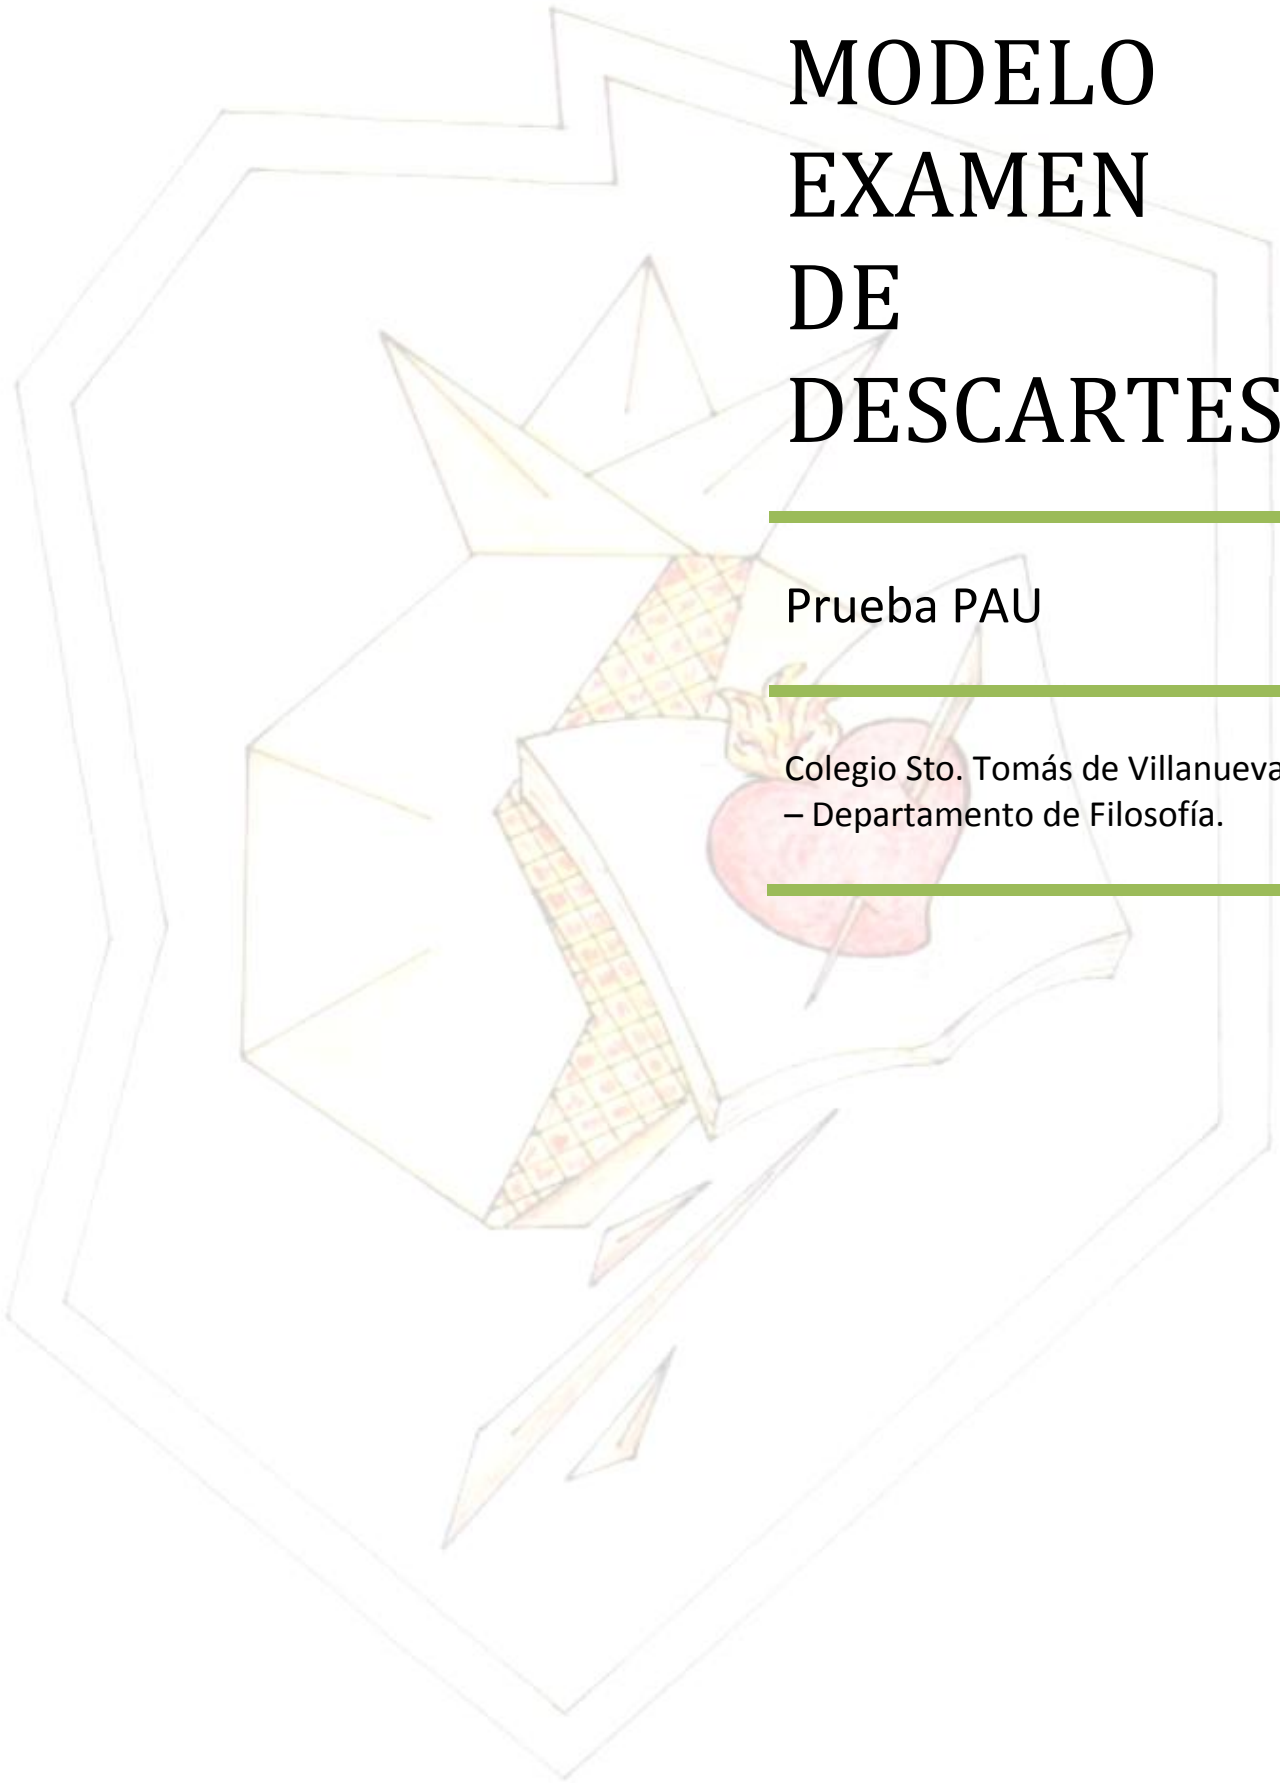 MODELO
EXAMEN
DE
DESCARTES
Prueba PAU
Colegio Sto. Tomás de Villanueva
– Departamento de Filosofía.